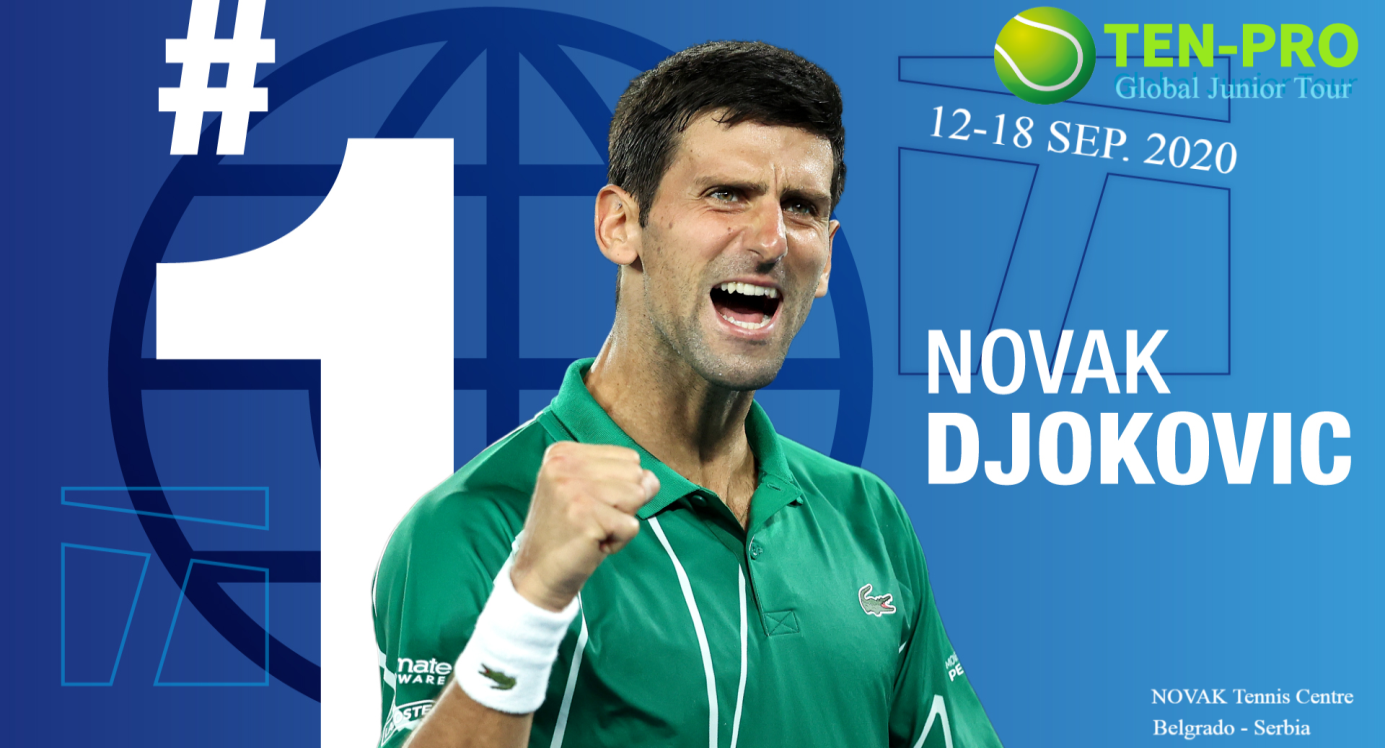 #1
TEN-PRO
Global Junior Tour
12-18 SEP. 2020
NOVAK
DJOKOVIC
NOVAK Tennis Centre
Belgrado - Serbia